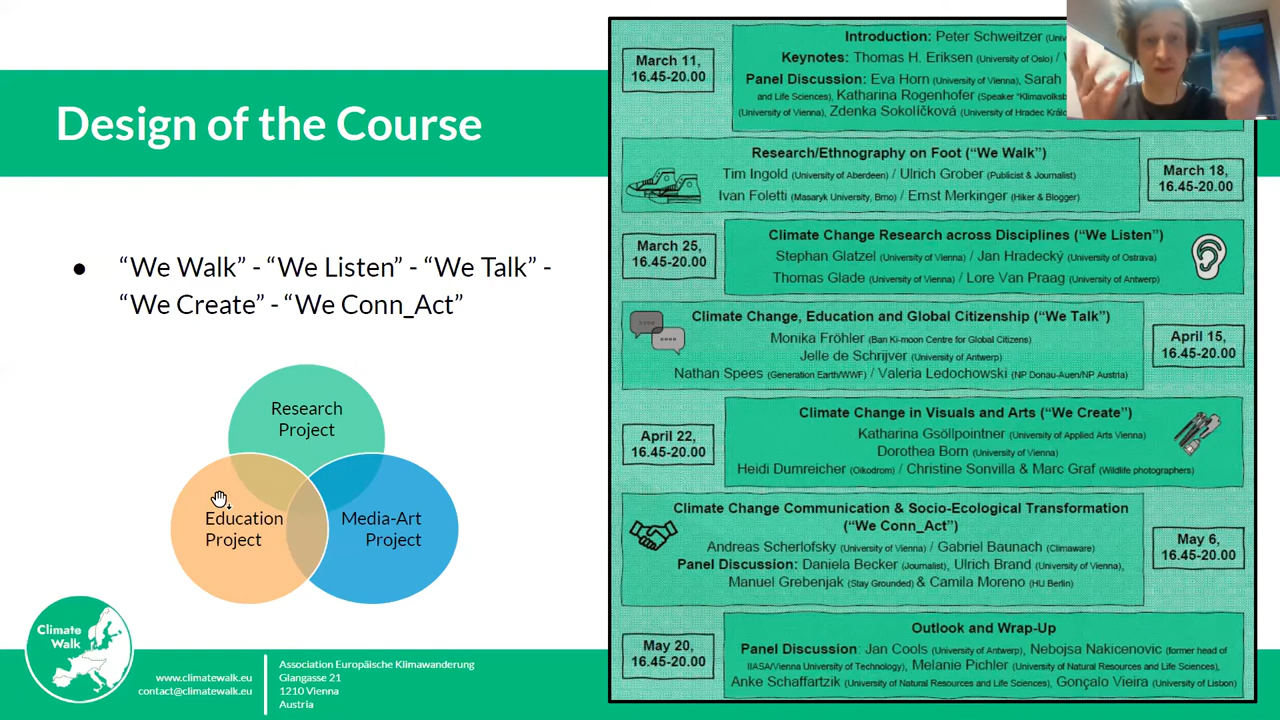 Design of the Course
● “We Walk” - “We Listen” - “We Talk” -
“We Create” - “We Conn_Act”
Research
Project
Education
Project
Media-Art
Project
Climate
Walk
www.climatewalk.eu
contact@climatewalk.eu
Association Europäische Klimawanderung
Glangasse 21
1210 Vienna
Austria
March 11,
16.45-20.00
Introduction: Peter Schweitzer
Keynotes: Thomas H. Eriksen (University of Oslo) /
Panel Discussion: Eva Horn (University of Vienna), Sarah
and Life Sciences), Katharina Rogenhofer (Speaker
(University of Vienna), Zdenka Sokolíčková (University of Hradec
Research/Ethnography on Foot (“We Walk”)
Tim Ingold (University of Aberdeen) / Ulrich Grober (Publicist & Journalist)
Ivan Foletti (Masaryk University, Brno) / Ernst Merkinger (Hiker & Blogger)
March 18,
16.45-20.00
March 25,
16.45-20.00
Climate Change Research across Disciplines (“We Listen”)
Stephan Glatzel (University of Vienna) / Jan Hradecký (University of Ostrava)
Thomas Glade (University of Vienna) / Lore Van Praag (University of Antwerp)
Climate Change, Education and Global Citizenship (“We Talk”)
Monika Fröhler (Ban Ki-moon Centre for Global Citizens)
Jelle de Schrijver (University of Antwerp)
Nathan Spees (Generation Earth/WWF) / Valeria Ledochowski (NP Donau-Auen/NP Austria)
April 15,
16.45-20.00
April 22,
16.45-20.00
Climate Change in Visuals and Arts (“We Create”)
Katharina Gsöllpointner (University of Applied Arts Vienna)
Dorothea Born (University of Vienna)
Heidi Dumreicher (Oikodrom) / Christine Sonvilla & Marc Graf (Wildlife photographers)
Climate Change Communication & Socio-Ecological Transformation
(“We Conn_Act”)
Andreas Scherlofsky (University of Vienna) / Gabriel Baunach (Climaware)
Panel Discussion: Daniela Becker (Journalist), Ulrich Brand (University of Vienna),
Manuel Grebenjak (Stay Grounded) & Camila Moreno (HU Berlin)
May 6,
16.45-20.00
May 20,
16.45-20.00
Outlook and Wrap-Up
Panel Discussion: Jan Cools (University of Antwerp), Nebojsa Nakicenovic (former head of
IIASA/Vienna University of Technology), Melanie Pichler (University of Natural Resources and Life Sciences),
Anke Schaffartzik (University of Natural Resources and Life Sciences), Gonçalo Vieira (University of Lisbon)